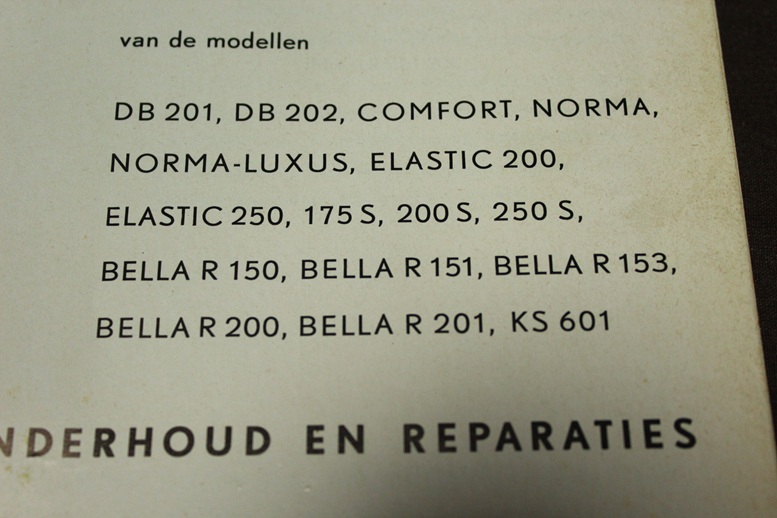 van de modellen
DB 201, DB 202, COMFORT, NORMA,
NORMA-LUXUS, ELASTIC 200,
ELASTIC 250, 175 S, 200 S, 250 S,
BELLA R 150, BELLA R 151, BELLA R 153,
BELLA R 200, BELLA R 201, KS 601
NDERHOUD EN REPARATIES